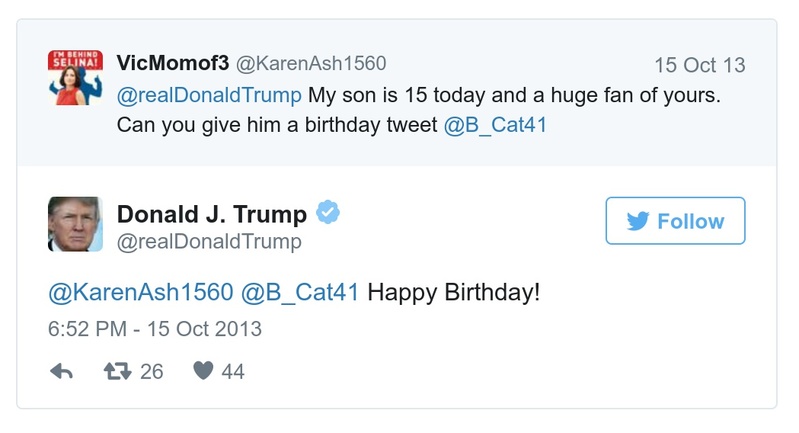 I'M BEHIND
SELINA!
VicMomof3 @KarenAsh1560 15 Oct 13
@realDonaldTrump My son is 15 today and a huge fan of yours.
Can you give him a birthday tweet @B_Cat41
Donald J. Trump
Follow
@realDonaldTrump
@KarenAsh1560 @B_Cat41 Happy Birthday!
6:52 PM - 15 Oct 2013
26 44